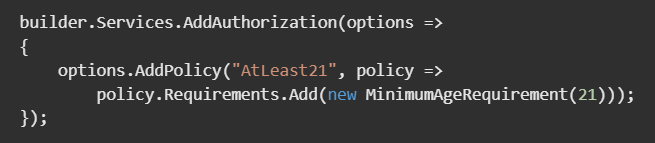 builder.Services.AddAuthorization(options =>
{
    options.AddPolicy("AtLeast21", policy =>
        policy.Requirements.Add(new MinimumAgeRequirement(21)));
});